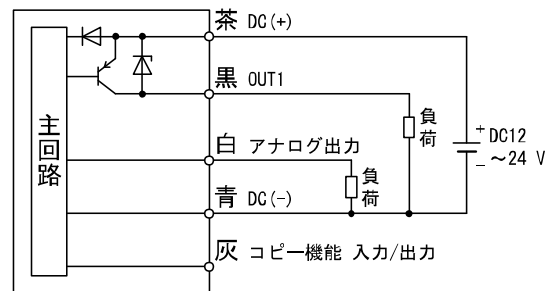 茶 DC(+)
黒 OUT1
主回路
負荷
+ DC12
− ～24 V
白 アナログ出力
負荷
青 DC(−)
灰 コピー機能 入力/出力